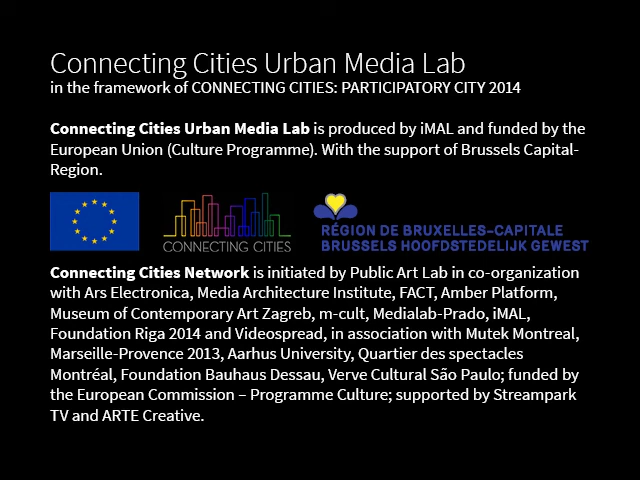 Connecting Cities Urban Media Lab
in the framework of CONNECTING CITIES: PARTICIPATORY CITY 2014
Connecting Cities Urban Media Lab is produced by iMAL and funded by the
European Union (Culture Programme). With the support of Brussels Capital-
Region.
CONNECTING CITIES
RÉGION DE BRUXELLES-CAPITALE
BRUSSELS HOOFDSTEDELIJK GEWEST
Connecting Cities Network is initiated by Public Art Lab in co-organization
with Ars Electronica, Media Architecture Institute, FACT, Amber Platform,
Museum of Contemporary Art Zagreb, m-cult, Medialab-Prado, iMAL,
Foundation Riga 2014 and Videospread, in association with Mutek Montreal,
Marseille-Provence 2013, Aarhus University, Quartier des spectacles
Montréal, Foundation Bauhaus Dessau, Verve Cultural São Paulo; funded by
the European Commission – Programme Culture; supported by Streampark
TV and ARTE Creative.